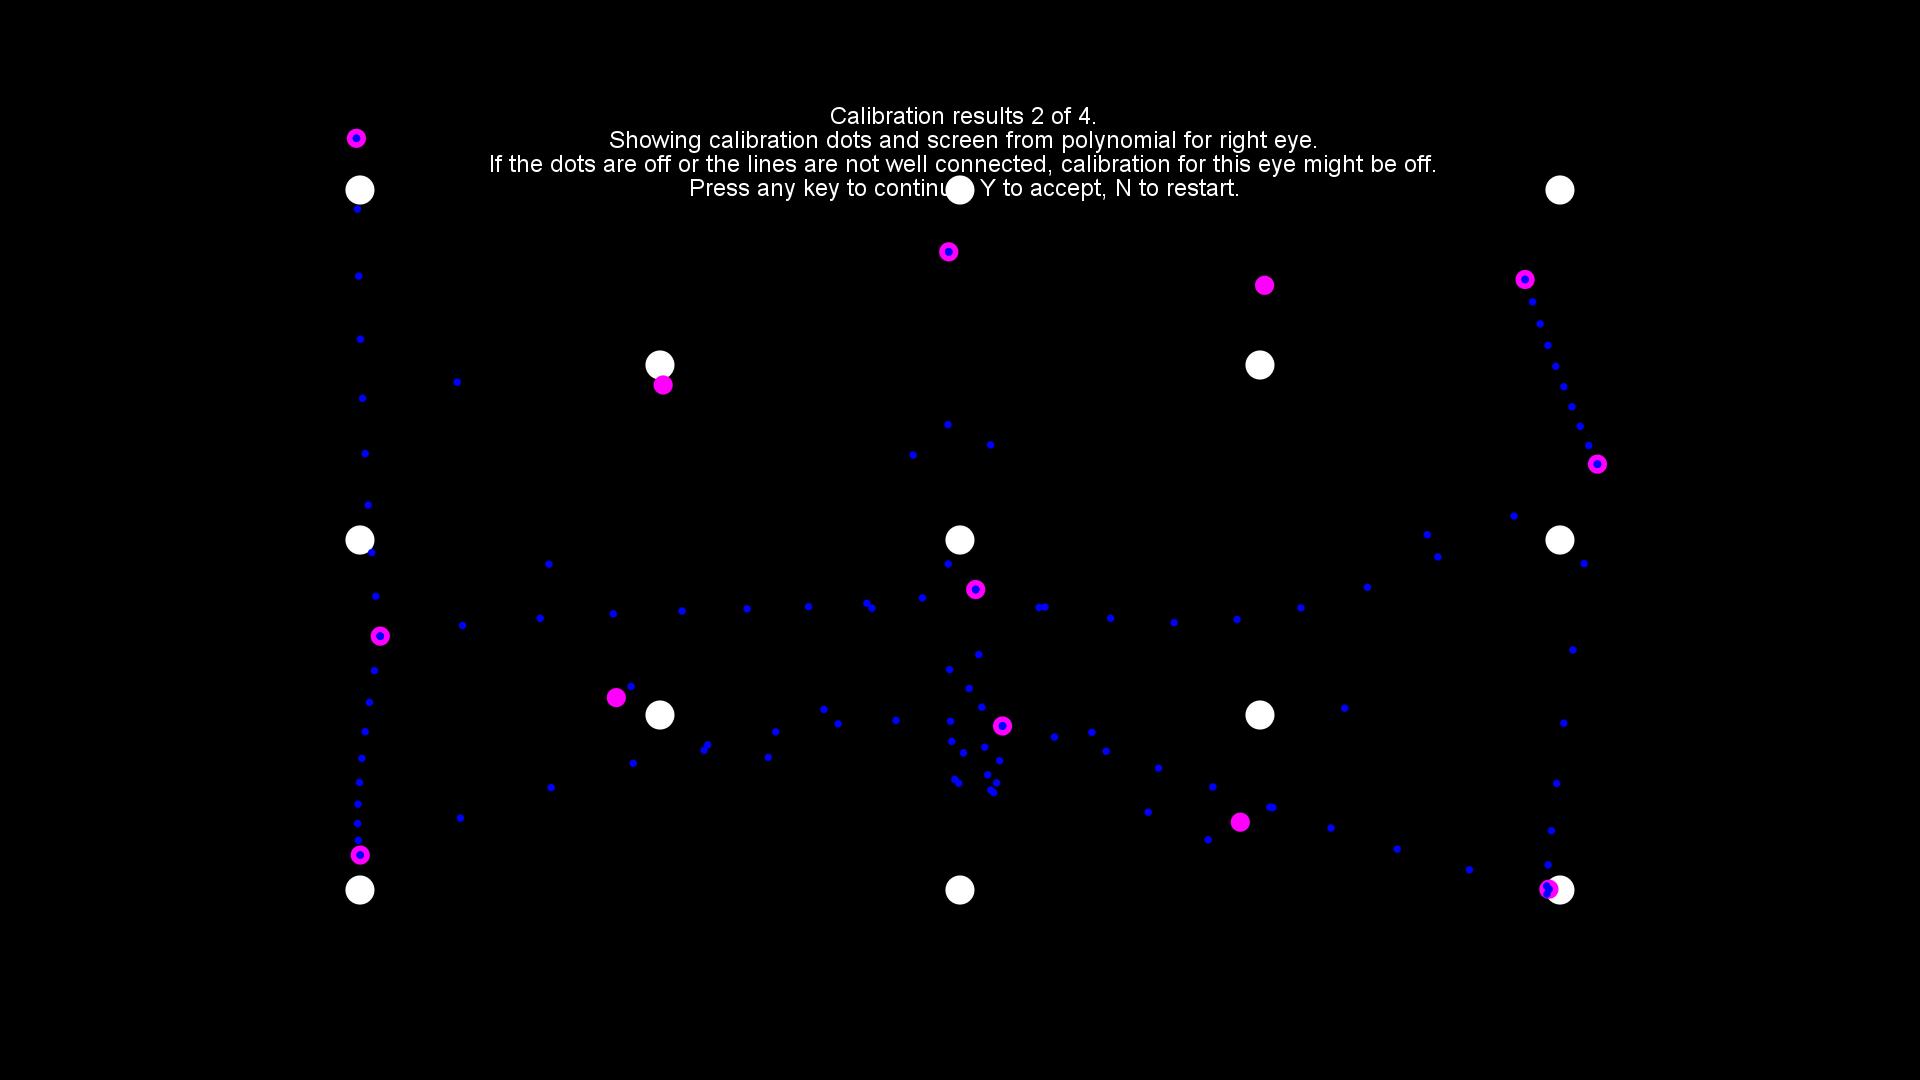 Calibration results 2 of 4.
Showing calibration dots and screen from polynomial for right eye.
If the dots are off or the lines are not well connected, calibration for this eye might be off.
Press any key to continu Y to accept, N to restart.